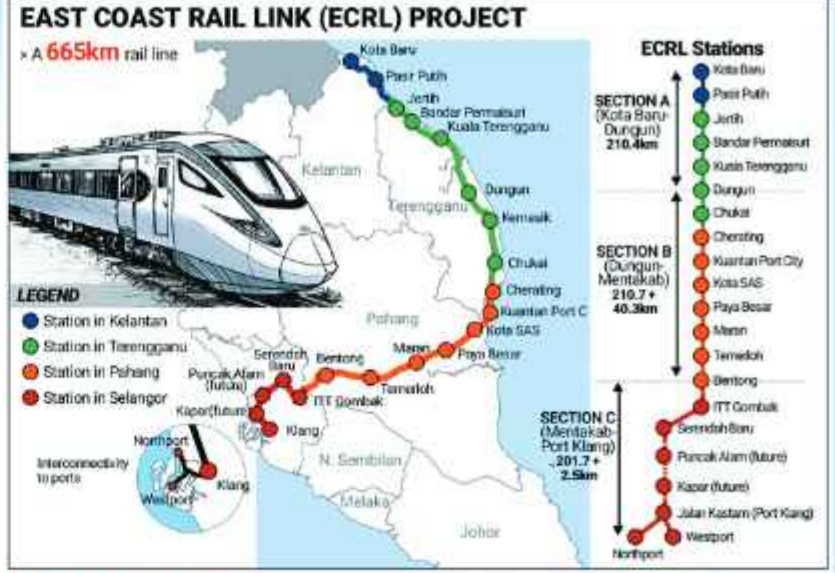 EAST COAST RAIL LINK (ECRL) PROJECT
× A 665km rail line
Kota Baru
Pasir Putih
Jertih
Bandar Permaisuri
Kuala Terengganu
Kelantan
Terengganu
Dungun
Kemasik
Chukai
Cherating
Kuantan Port C
Kota SAS
Pahang
Paya Besar
Maran
Temerloh
Bentong
Serendah
Baru
Puncak Alam
(future)
ITT Gombak
Kapar(future)
Klang
N. Sembilan
Melaka
Johor
LEGEND
Station in Kelantan
Station in Terengganu
Station in Pahang
Station in Selangor
Interconnectivity
to ports
Northport
Westport
Klang
ECRL Stations
SECTION A
(Kota Baru-
Dungun)
210.4km
SECTION B
(Dungun-
Mentakab)
210.7 +
40.3km
SECTION C
(Mentakab-
Port Klang)
201.7 +
2.5km
Kota Baru
Pasir Putih
Jertih
Bandar Permaisuri
Kuala Terengganu
Dungun
Chukai
Cherating
Kuantan Port City
Kota SAS
Paya Besar
Maran
Temerloh
Bentong
ITT Gombak
Serendah Baru
Puncak Alam (future)
Kapar (future)
Jalan Kastam (Port Klang)
Westport
Northport